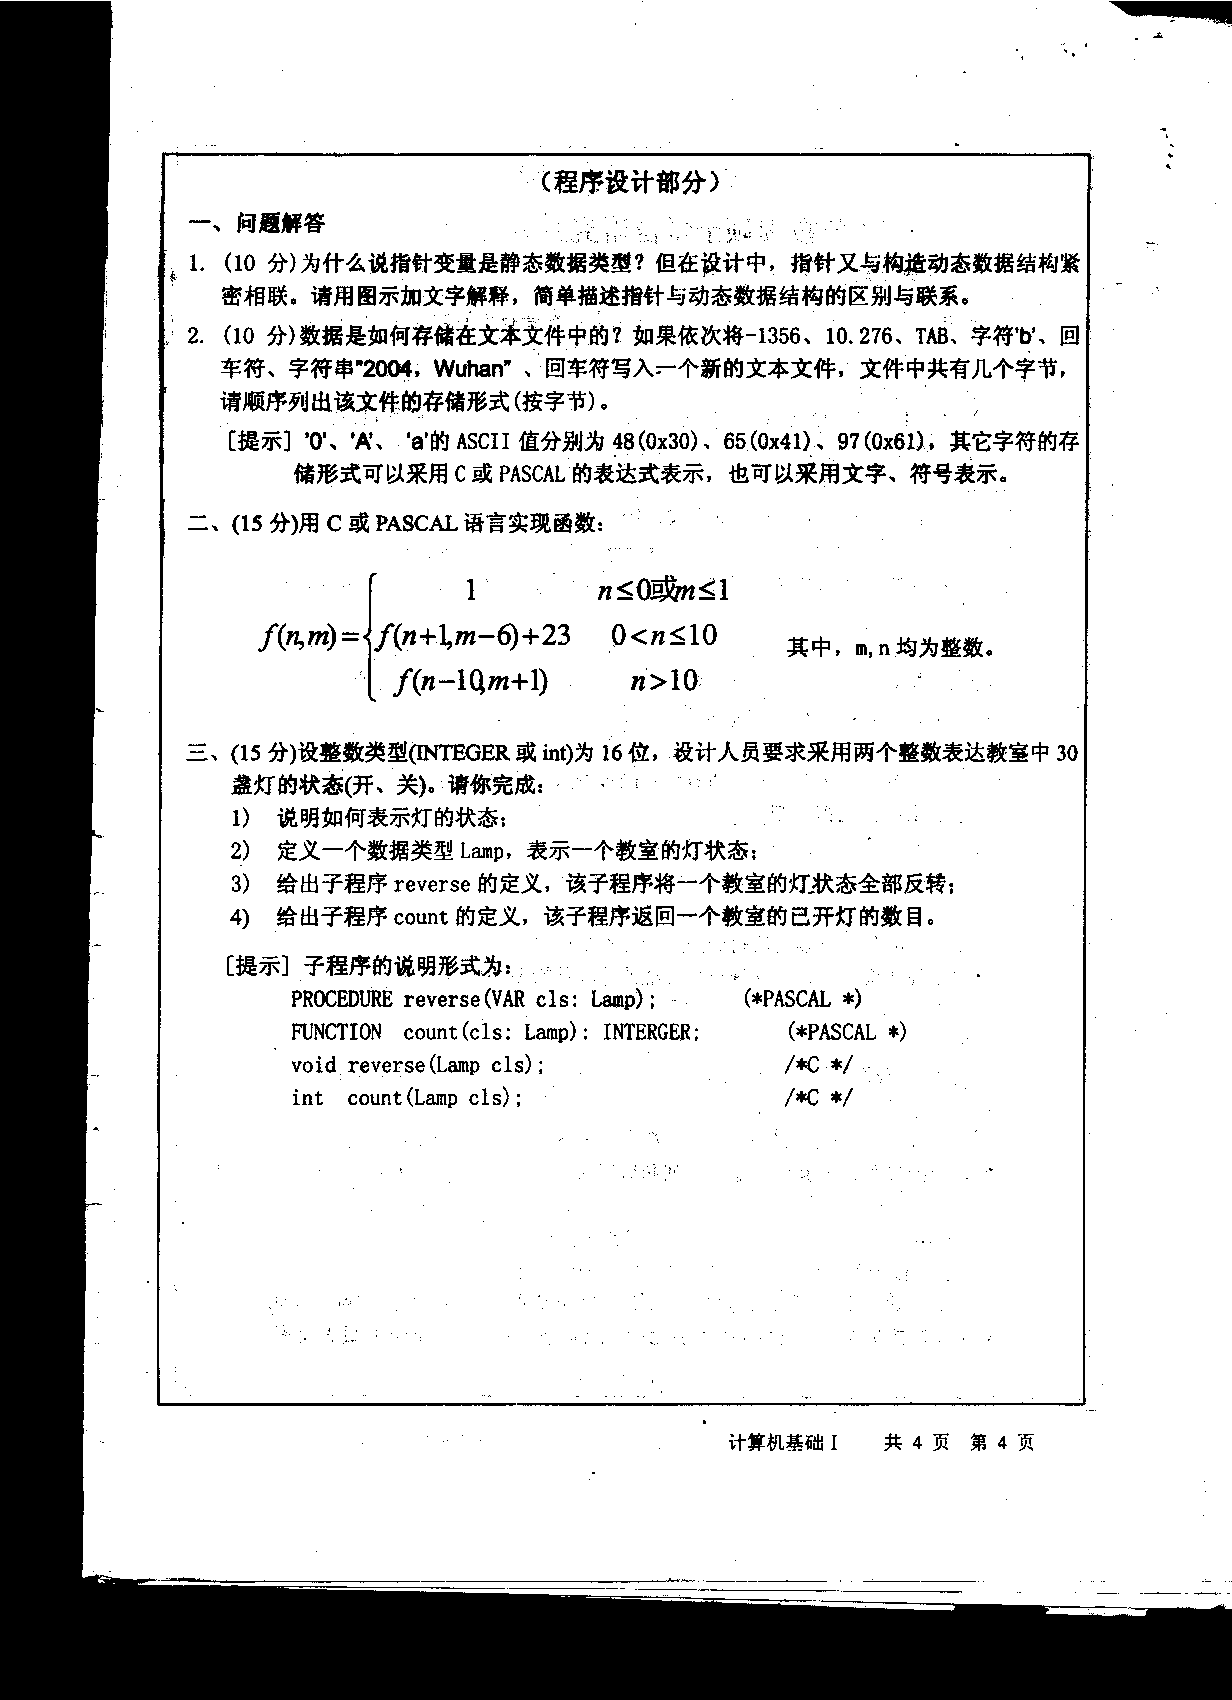 （程序设计部分）
一、问题解答
1. (10 分)为什么说指针变量是静态数据类型？但在设计中，指针又与构造动态数据结构紧
密相联。请用图示加文字解释，简单描述指针与动态数据结构的区别与联系。
2. (10 分)数据是如何存储在文本文件中的？如果依次将-1356、10.276、TAB、字符'b'、回
车符、字符串"2004，Wuhan"、回车符写入一个新的文本文件，文件中共有几个字节，
请顺序列出该文件的存储形式(按字节)。
[提示] '0'、'A'、 'a'的 ASCII 值分别为 48(0x30)、65(0x41)、97(0x61)，其它字符的存
储形式可以采用 C 或 PASCAL 的表达式表示，也可以采用文字、符号表示。
二、(15 分)用 C 或 PASCAL 语言实现函数：
1 n≤0或m≤1
f(n,m)= f(n+1,m−6)+23 0<n≤10 其中，m,n 均为整数。
f(n−10,m+1) n>10
三、(15 分)设整数类型(INTEGER 或 int)为 16 位，设计人员要求采用两个整数表达教室中 30
盏灯的状态(开、关)。请你完成：
1) 说明如何表示灯的状态；
2) 定义一个数据类型 Lamp，表示一个教室的灯状态；
3) 给出子程序 reverse 的定义，该子程序将一个教室的灯状态全部反转；
4) 给出子程序 count 的定义，该子程序返回一个教室的已开灯的数目。
[提示] 子程序的说明形式为：
PROCEDURE reverse(VAR cls: Lamp); (*PASCAL *)
FUNCTION count(cls: Lamp): INTERGER; (*PASCAL *)
void reverse(Lamp cls); /*C */
int count(Lamp cls); /*C */
计算机基础 I 共 4 页 第 4 页